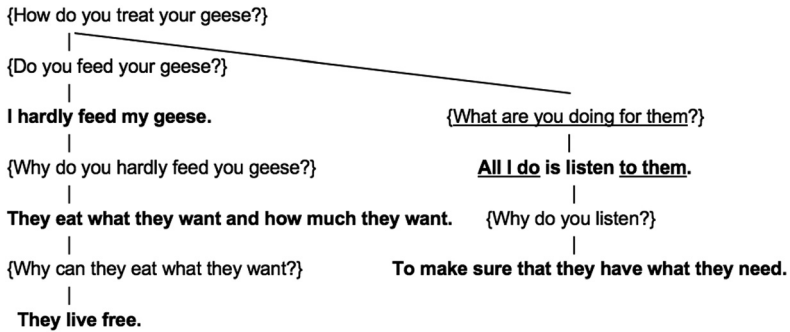 {How do you treat your geese?}
{Do you feed your geese?}
I hardly feed my geese.
{What are you doing for them?}
{Why do you hardly feed you geese?}
All I do is listen to them.
They eat what they want and how much they want.
{Why do you listen?}
{Why can they eat what they want?}
To make sure that they have what they need.
They live free.